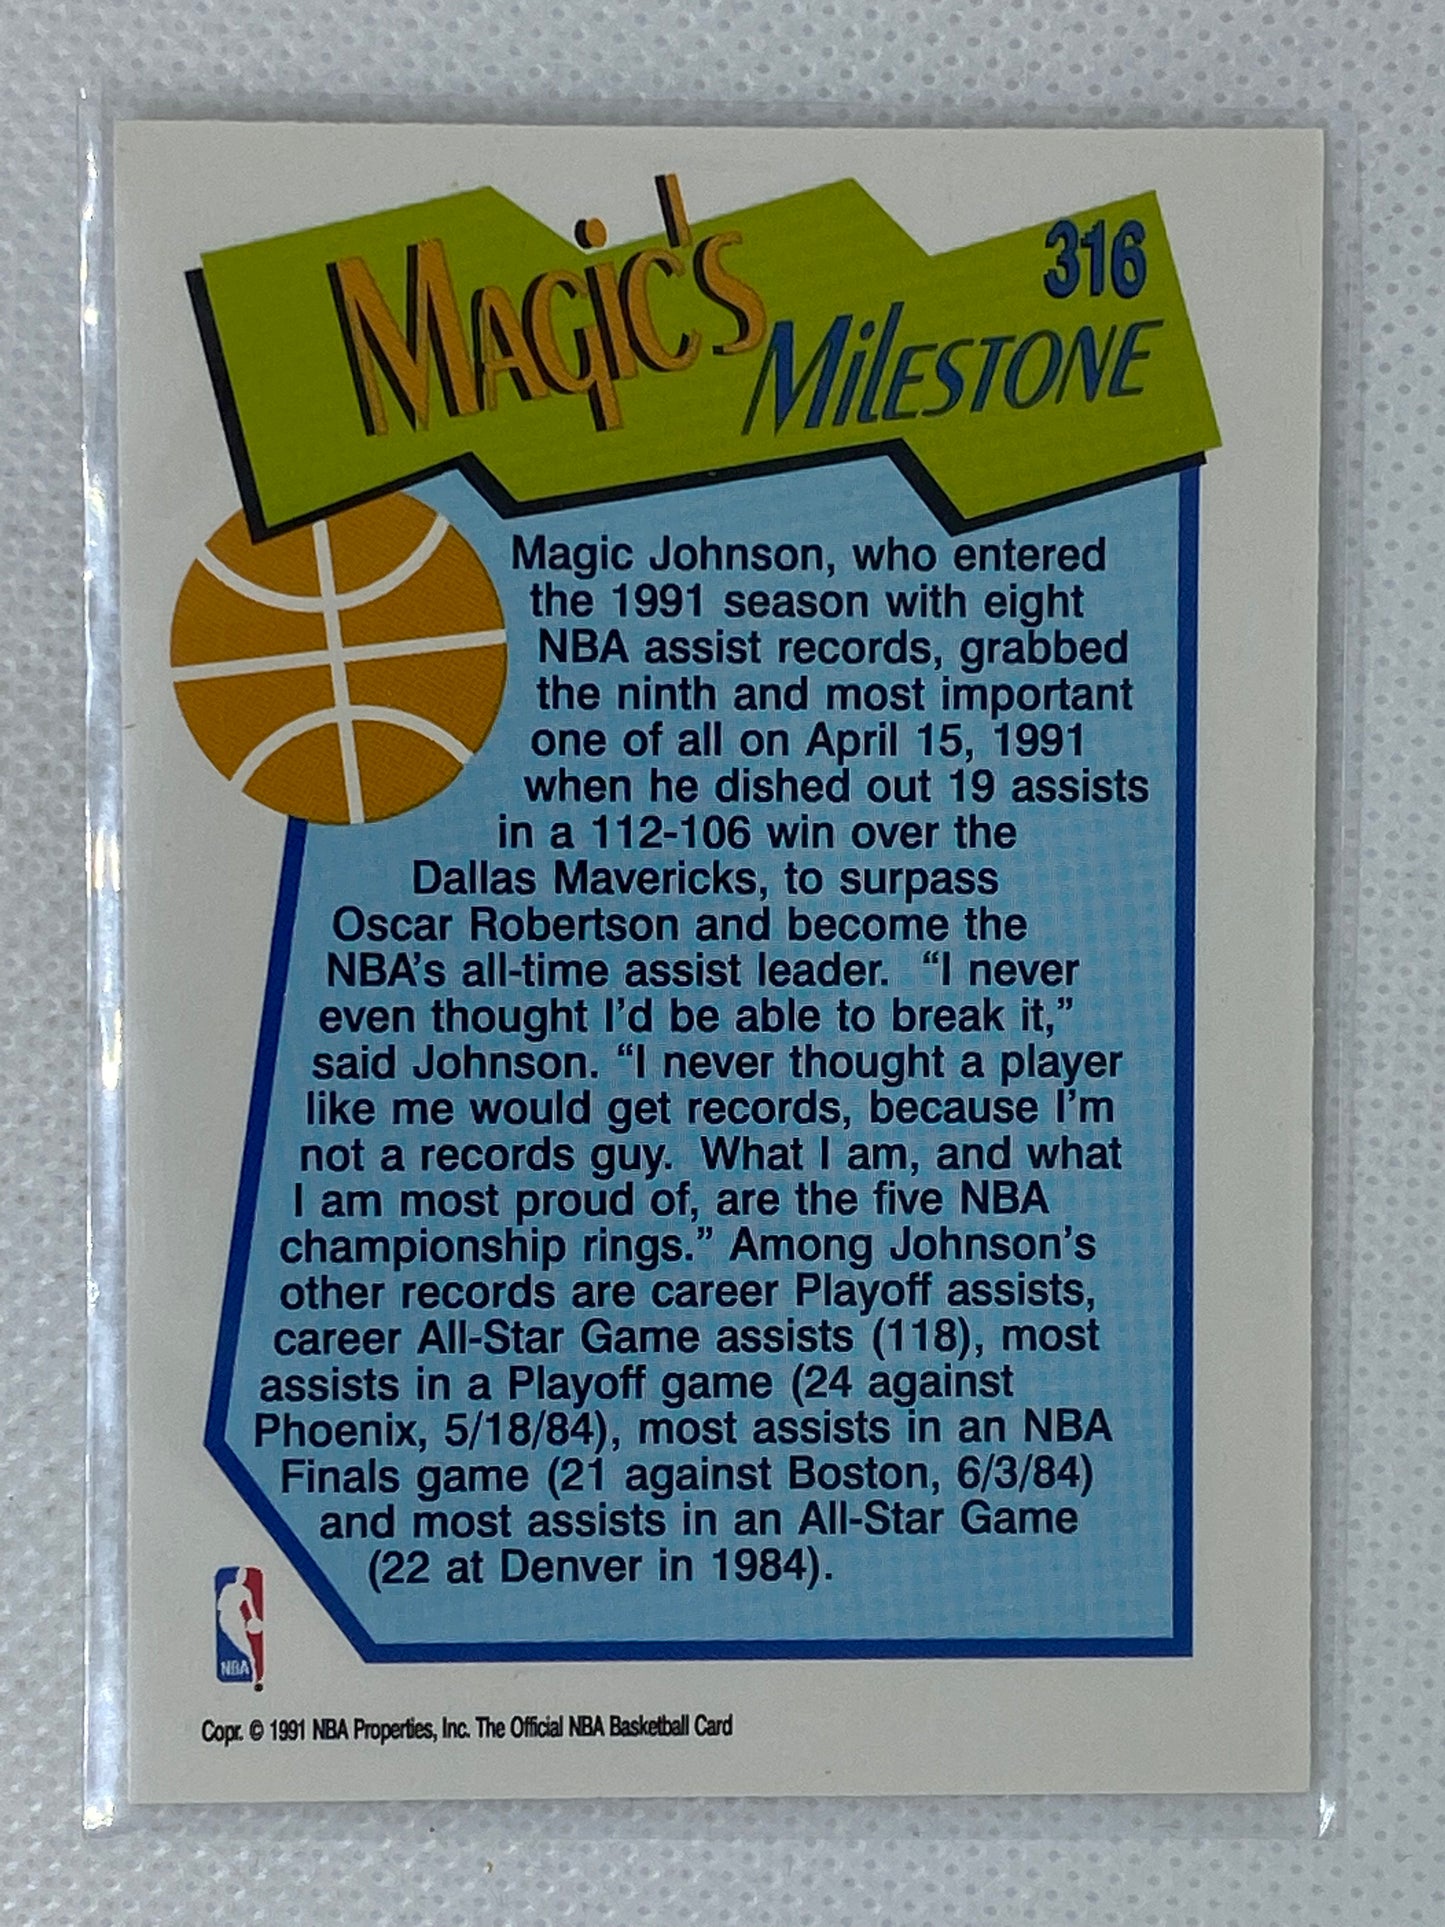 316
Magic's
Milestone
Magic Johnson, who entered
the 1991 season with eight
NBA assist records, grabbed
the ninth and most important
one of all on April 15, 1991
when he dished out 19 assists
in a 112-106 win over the
Dallas Mavericks, to surpass
Oscar Robertson and become the
NBA's all-time assist leader. “I never
even thought I'd be able to break it,”
said Johnson. “I never thought a player
like me would get records, because I'm
not a records guy. What I am, and what
I am most proud of, are the five NBA
championship rings.” Among Johnson's
other records are career Playoff assists,
career All-Star Game assists (118), most
assists in a Playoff game (24 against
Phoenix, 5/18/84), most assists in an NBA
Finals game (21 against Boston, 6/3/84)
and most assists in an All-Star Game
(22 at Denver in 1984).
NBA
Copr. © 1991 NBA Properties, Inc. The Official NBA Basketball Card